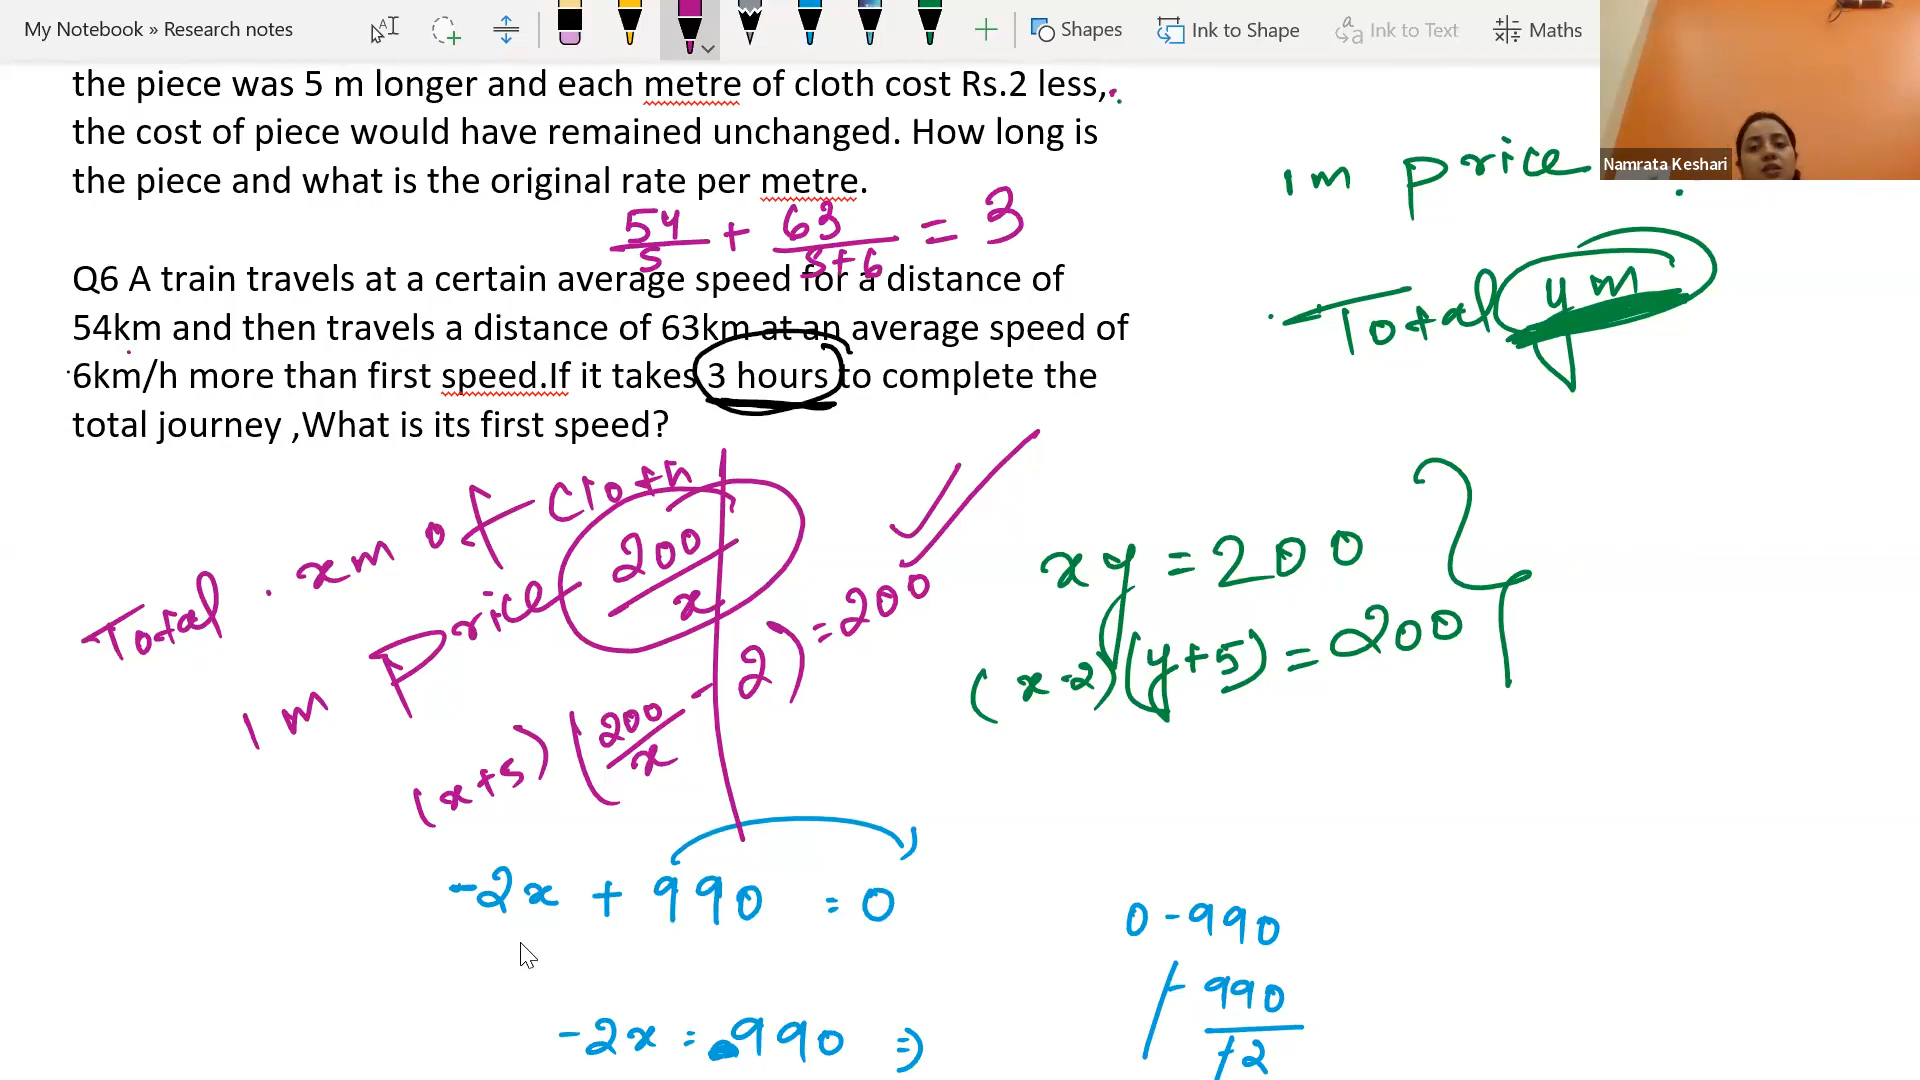 My Notebook » Research notes
Shapes
Ink to Shape
Ink to Text
Maths
the piece was 5 m longer and each metre of cloth cost Rs.2 less,
the cost of piece would have remained unchanged. How long is
the piece and what is the original rate per metre.
Namrata Keshari
1m price
54/s + 63/s+6 = 3
Total ym
Q6 A train travels at a certain average speed for a distance of
54km and then travels a distance of 63km at an average speed of
6km/h more than first speed.If it takes 3 hours to complete the
total journey ,What is its first speed?
Total xm of cloth
1m Price 200/x
(x+5)(200/x - 2) = 200
xy = 200
(x-2)(y+5) = 200
-2x + 990 = 0
0-990
-2x = -990 ⇒
-990/-2